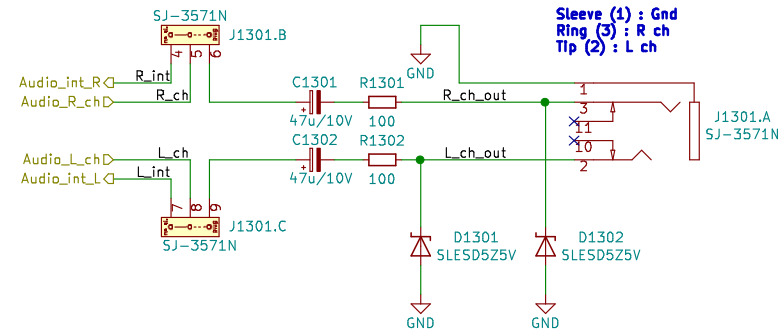 SJ-3571N
J1301.B
Sleeve (1) : Gnd
Ring (3) : R ch
Tip (2) : L ch
4
5
6
GND
Audio_int_R
R_int
Audio_R_ch
R_ch
C1301
+
47u/10V
R1301
100
R_ch_out
1
3
11
10
2
J1301.A
SJ-3571N
Audio_L_ch
L_ch
Audio_int_L
L_int
C1302
+
47u/10V
R1302
100
L_ch_out
7
8
9
J1301.C
SJ-3571N
D1301
SLESD5Z5V
D1302
SLESD5Z5V
GND
GND